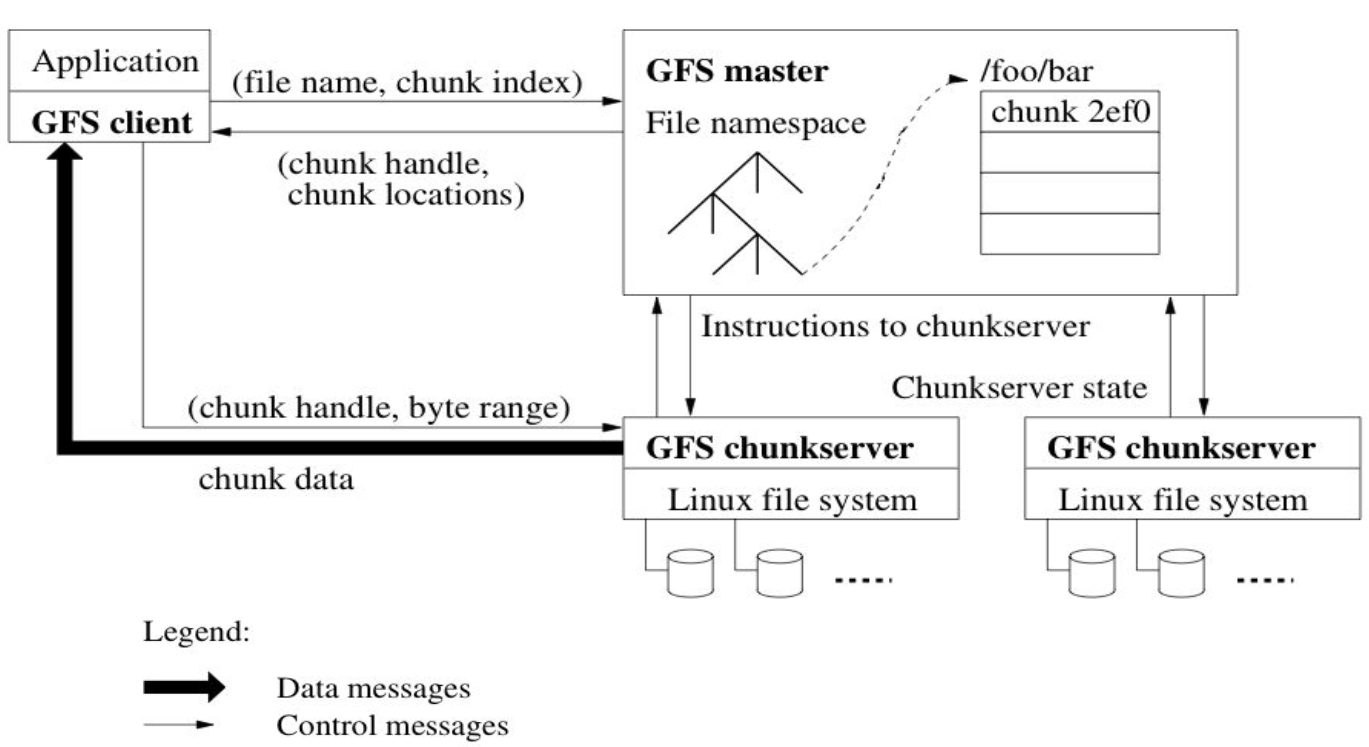 Application
GFS client
(file name, chunk index)
(chunk handle,
chunk locations)
GFS master
File namespace
/foo/bar
chunk 2ef0
Instructions to chunkserver
Chunkserver state
(chunk handle, byte range)
chunk data
GFS chunkserver
Linux file system
GFS chunkserver
Linux file system
Legend:
Data messages
Control messages